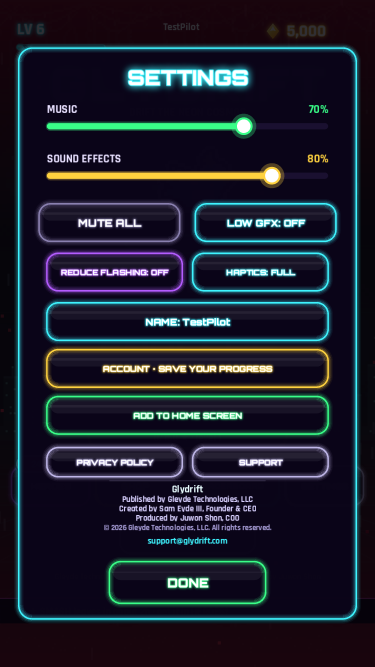 LV 6
TestPilot
5,000
SETTINGS
MUSIC
70%
SOUND EFFECTS
80%
MUTE ALL
LOW GFX: OFF
REDUCE FLASHING: OFF
HAPTICS: FULL
NAME: TestPilot
ACCOUNT • SAVE YOUR PROGRESS
ADD TO HOME SCREEN
PRIVACY POLICY
SUPPORT
Glydrift
Published by Gleyde Technologies, LLC
Created by Sam Eyde III, Founder & CEO
Produced by Juwon Shon, COO
© 2026 Gleyde Technologies, LLC. All rights reserved.
support@glydrift.com
DONE